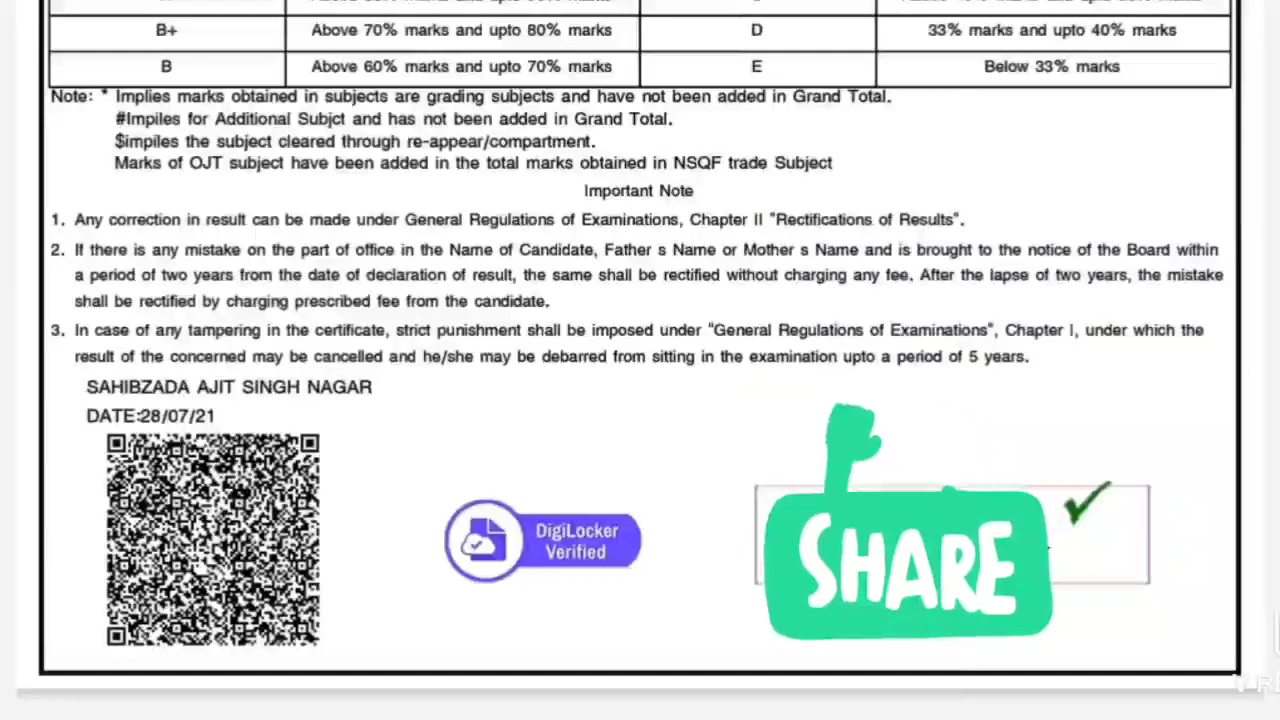 B+ Above 70% marks and upto 80% marks D 33% marks and upto 40% marks
B Above 60% marks and upto 70% marks E Below 33% marks
Note: * Implies marks obtained in subjects are grading subjects and have not been added in Grand Total.
#Impiles for Additional Subjct and has not been added in Grand Total.
$impiles the subject cleared through re-appear/compartment.
Marks of OJT subject have been added in the total marks obtained in NSQF trade Subject
Important Note
1. Any correction in result can be made under General Regulations of Examinations, Chapter II "Rectifications of Results".
2. If there is any mistake on the part of office in the Name of Candidate, Father s Name or Mother s Name and is brought to the notice of the Board within
a period of two years from the date of declaration of result, the same shall be rectified without charging any fee. After the lapse of two years, the mistake
shall be rectified by charging prescribed fee from the candidate.
3. In case of any tampering in the certificate, strict punishment shall be imposed under "General Regulations of Examinations", Chapter I, under which the
result of the concerned may be cancelled and he/she may be debarred from sitting in the examination upto a period of 5 years.
SAHIBZADA AJIT SINGH NAGAR
DATE:28/07/21
DigiLocker
Verified
SHARE